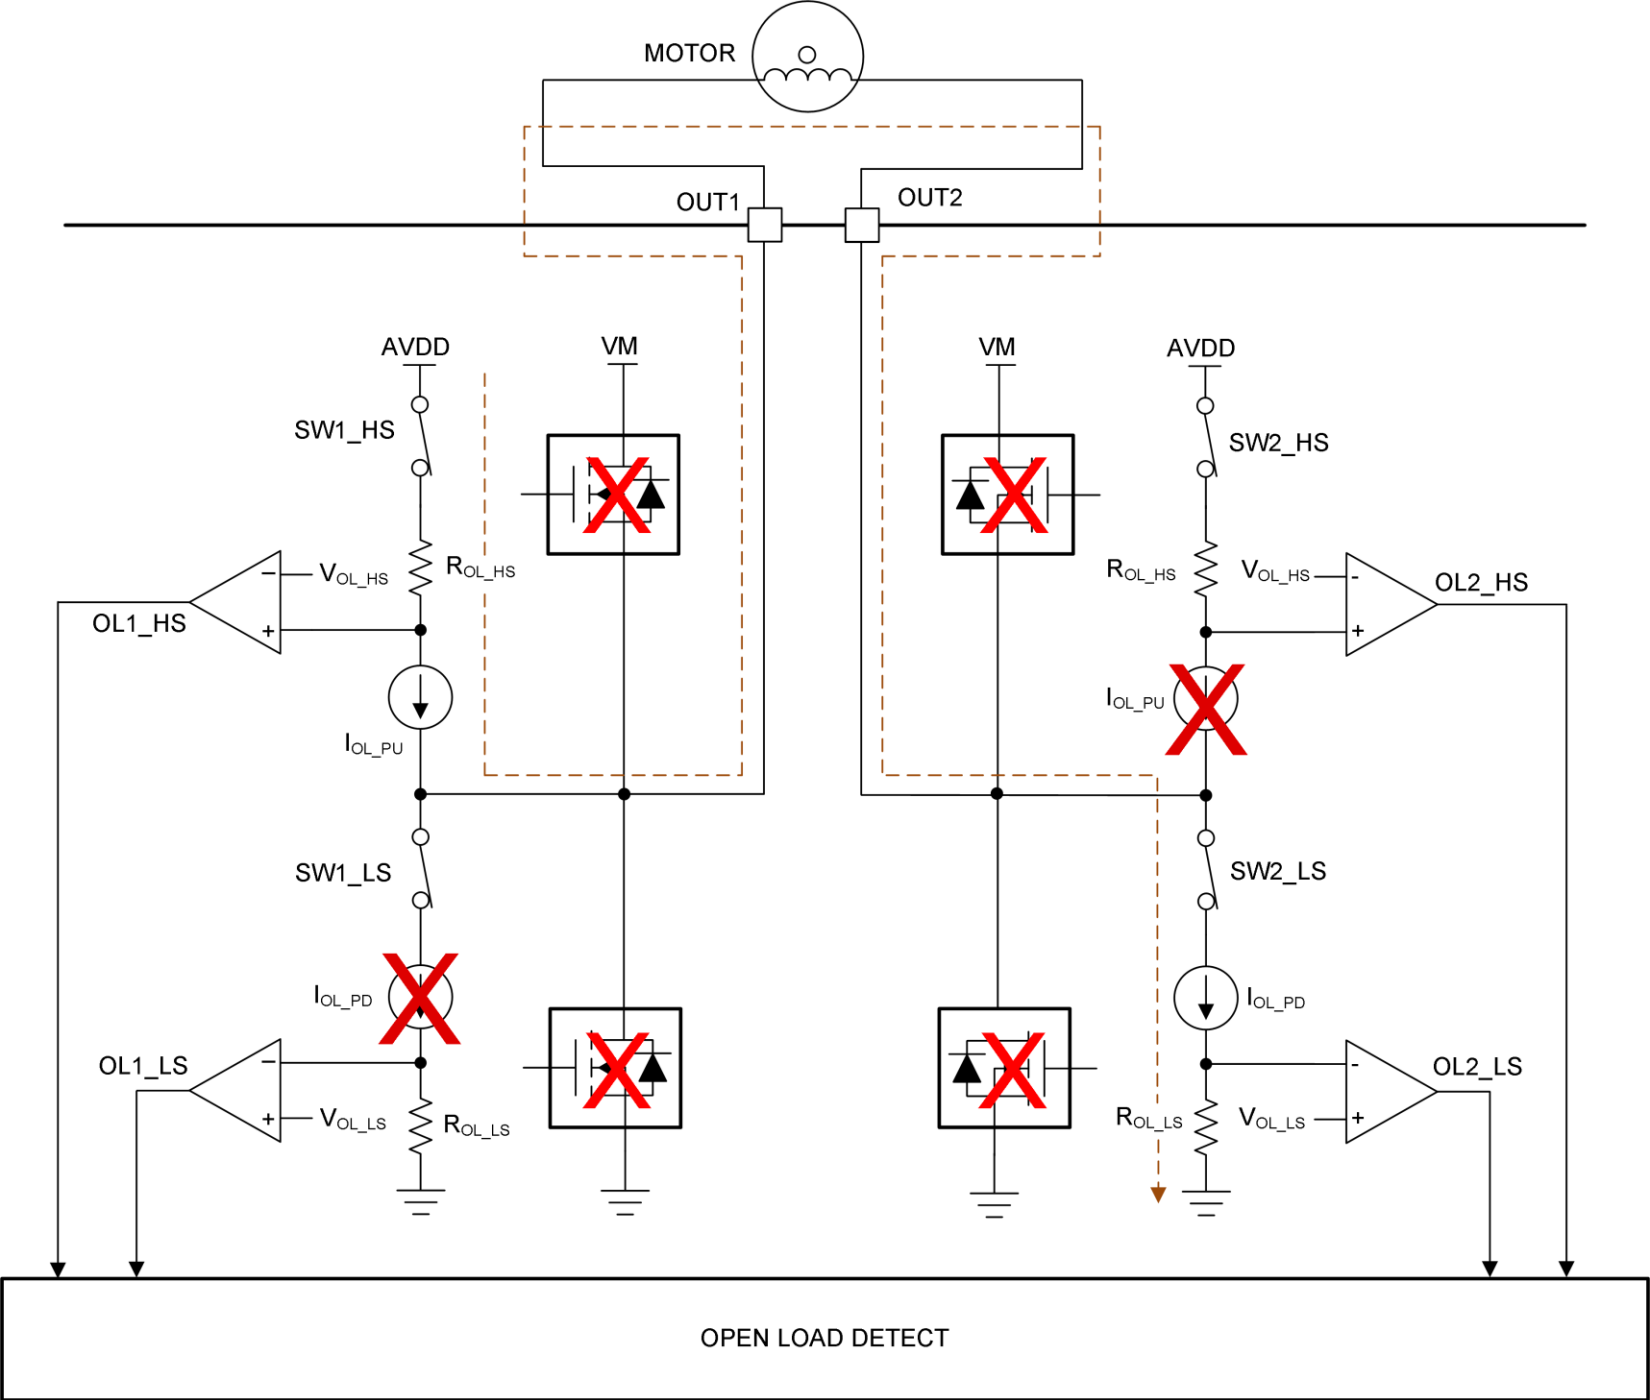 MOTOR
OUT1
OUT2
AVDD
VM
VM
AVDD
SW1_HS
SW2_HS
− VOL_HS
ROL_HS
ROL_HS
VOL_HS -
OL2_HS
OL1_HS
+
+
IOL_PU
IOL_PU
SW1_LS
SW2_LS
IOL_PD
IOL_PD
OL1_LS
−
-
OL2_LS
+ VOL_LS
ROL_LS
ROL_LS
VOL_LS +
OPEN LOAD DETECT